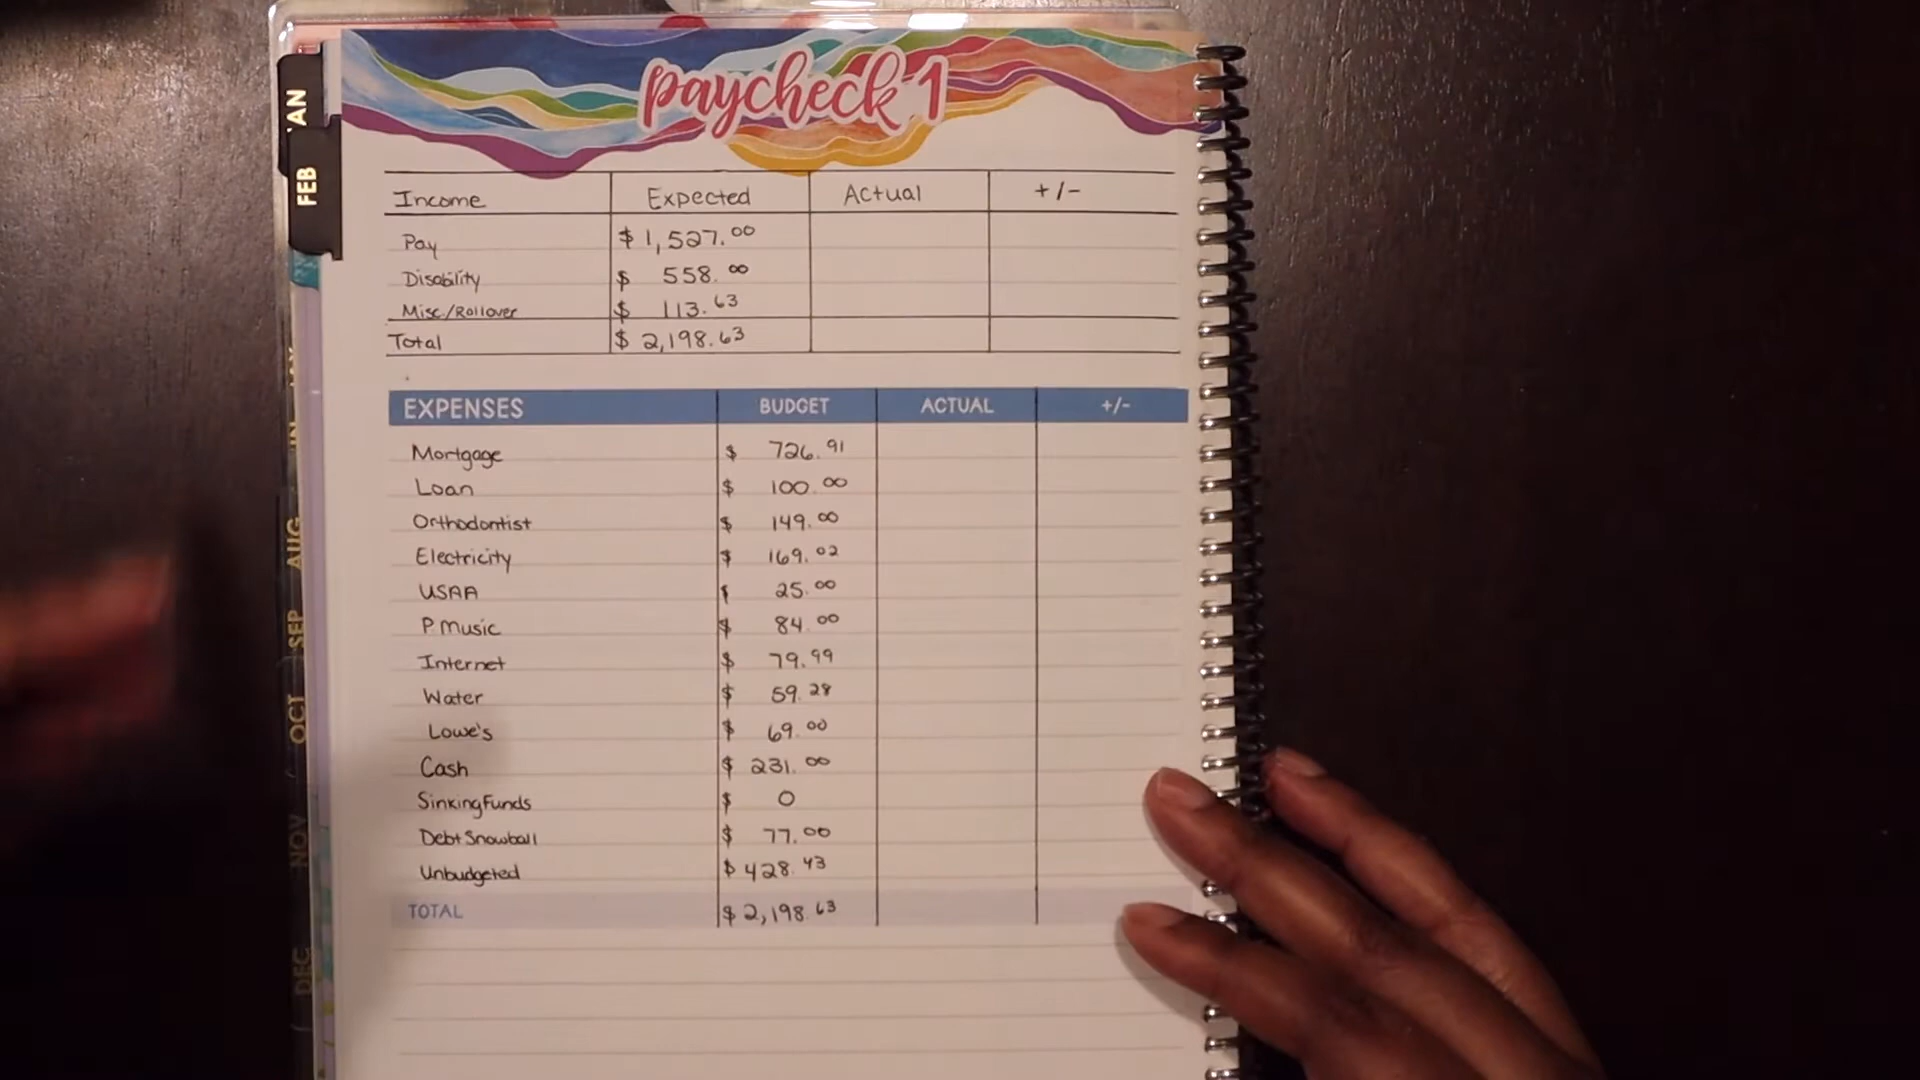 paycheck 1
Income Expected Actual +/-
Pay $ 1,527.00
Disability $ 558.00
Misc./Rollover $ 113.63
Total $ 2,198.63
EXPENSES BUDGET ACTUAL +/-
Mortgage $ 726.91
Loan $ 100.00
Orthodontist $ 149.00
Electricity $ 169.02
USAA $ 25.00
P Music $ 84.00
Internet $ 79.99
Water $ 59.28
Lowe's $ 69.00
Cash $ 231.00
Sinking Funds $ 0
Debt Snowball $ 77.00
Unbudgeted $ 428.43
TOTAL $ 2,198.63
FEB
AUG
SEP
OCT
NOV
DEC